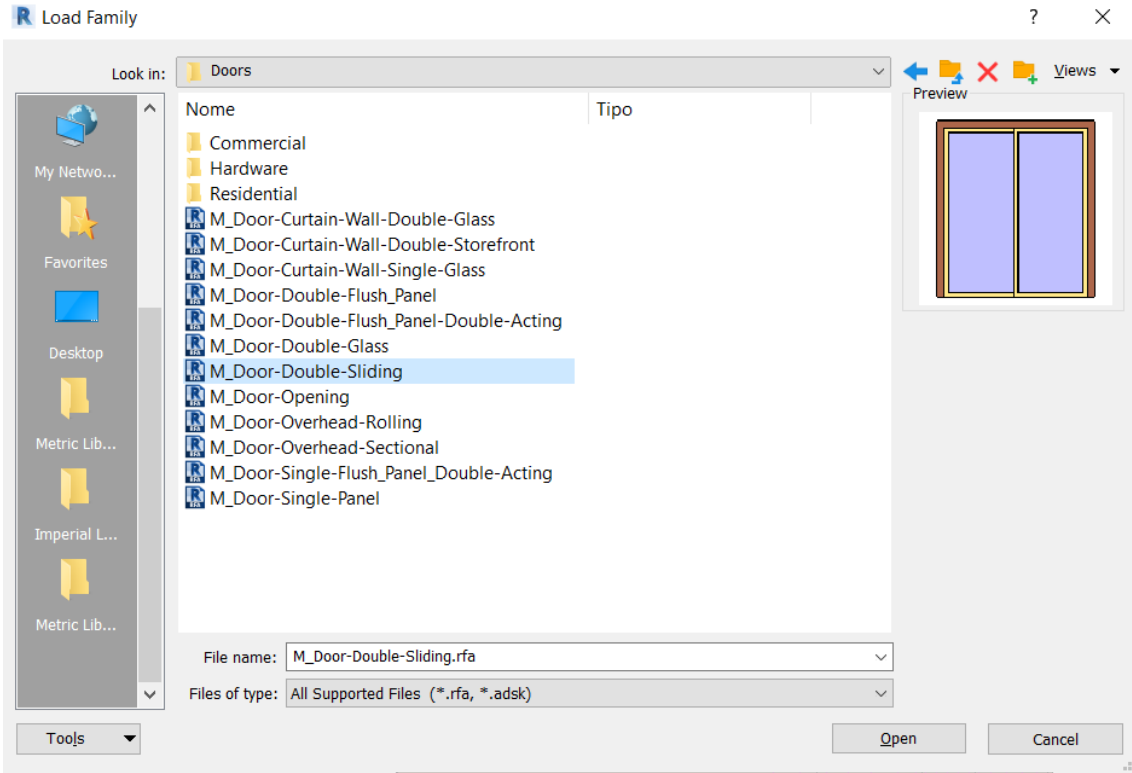 Load Family
?
Look in:
Doors
Views
My Netwo...
Favorites
Desktop
Metric Lib...
Imperial L...
Metric Lib...
Nome
Tipo
Commercial
Hardware
Residential
M_Door-Curtain-Wall-Double-Glass
M_Door-Curtain-Wall-Double-Storefront
M_Door-Curtain-Wall-Single-Glass
M_Door-Double-Flush_Panel
M_Door-Double-Flush_Panel-Double-Acting
M_Door-Double-Glass
M_Door-Double-Sliding
M_Door-Opening
M_Door-Overhead-Rolling
M_Door-Overhead-Sectional
M_Door-Single-Flush_Panel_Double-Acting
M_Door-Single-Panel
Preview
File name:
M_Door-Double-Sliding.rfa
Files of type:
All Supported Files (*.rfa, *.adsk)
Tools
Open
Cancel